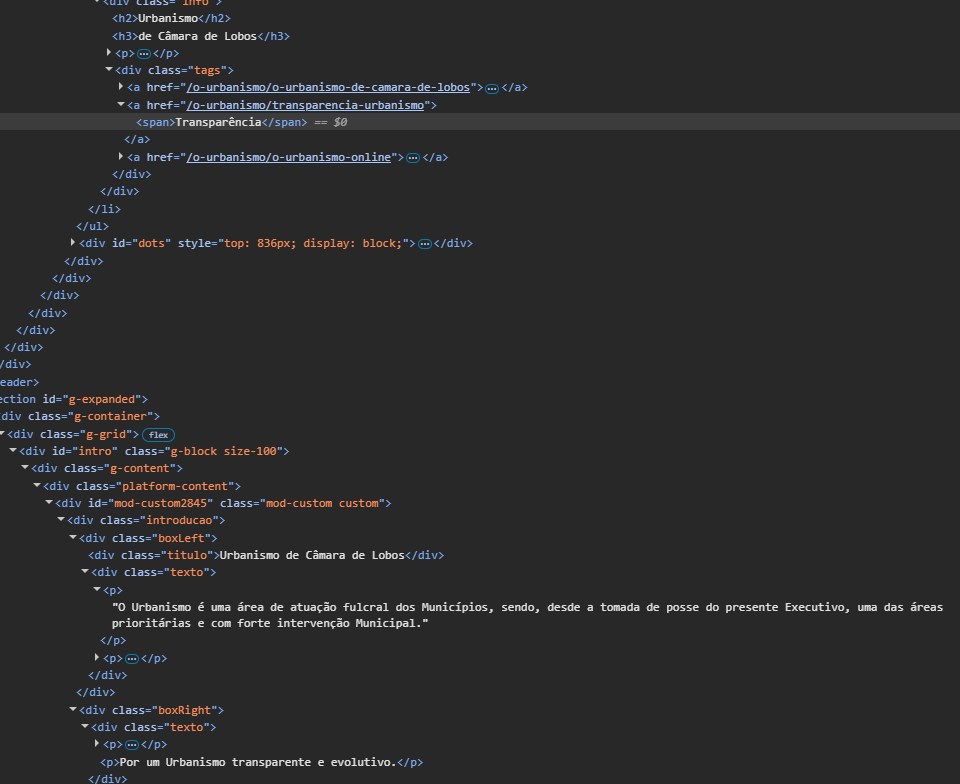 <div class="info">
<h2>Urbanismo</h2>
<h3>de Câmara de Lobos</h3>
<p>…</p>
<div class="tags">
<a href="/o-urbanismo/o-urbanismo-de-camara-de-lobos">…</a>
<a href="/o-urbanismo/transparencia-urbanismo">
<span>Transparência</span> == $0
</a>
<a href="/o-urbanismo/o-urbanismo-online">…</a>
</div>
</div>
</li>
</ul>
<div id="dots" style="top: 836px; display: block;">…</div>
</div>
</div>
</div>
</div>
</div>
</div>
/div>
eader>
ection id="g-expanded">
div class="g-container">
<div class="g-grid"> flex
<div id="intro" class="g-block size-100">
<div class="g-content">
<div class="platform-content">
<div id="mod-custom2845" class="mod-custom custom">
<div class="introducao">
<div class="boxLeft">
<div class="titulo">Urbanismo de Câmara de Lobos</div>
<div class="texto">
<p>
"O Urbanismo é uma área de atuação fulcral dos Municípios, sendo, desde a tomada de posse do presente Executivo, uma das áreas
prioritárias e com forte intervenção Municipal."
</p>
<p>…</p>
</div>
</div>
<div class="boxRight">
<div class="texto">
<p>…</p>
<p>Por um Urbanismo transparente e evolutivo.</p>
</div>